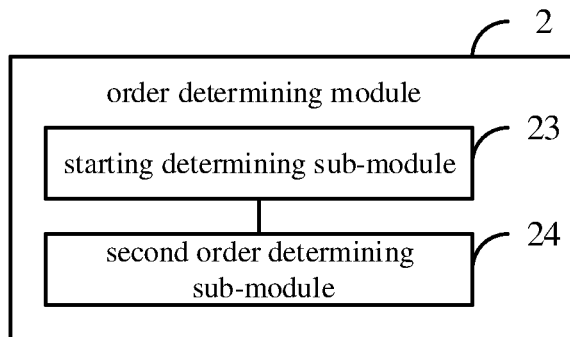 2
order determining module
23
starting determining sub-module
24
second order determining
sub-module